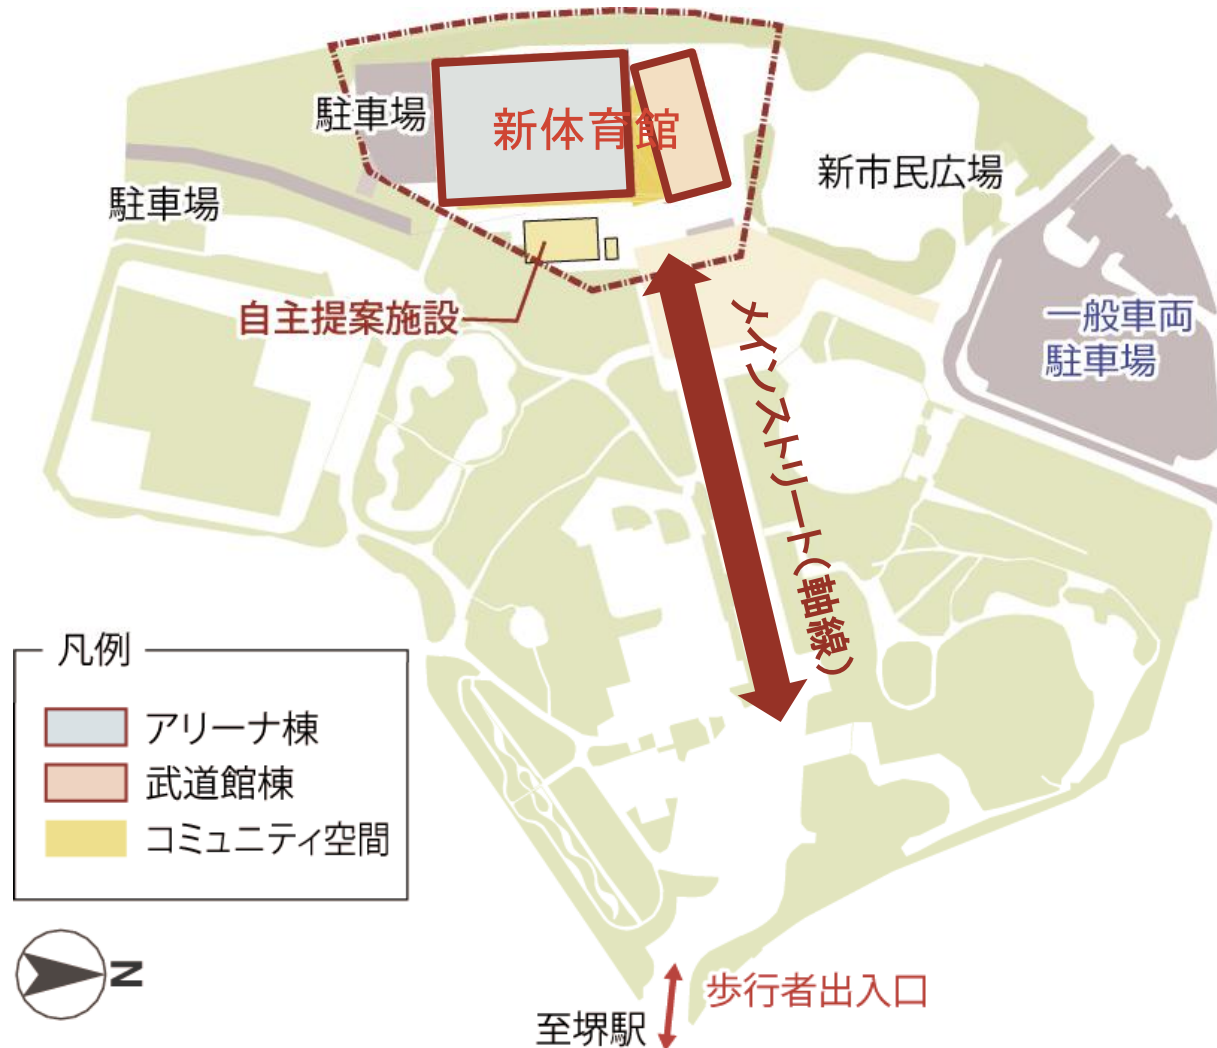 駐車場
新体育館
駐車場
新市民広場
自主提案施設
一般車両
駐車場
メインストリート（軸線）
凡例
アリーナ棟
武道館棟
コミュニティ空間
N
歩行者出入口
至堺駅